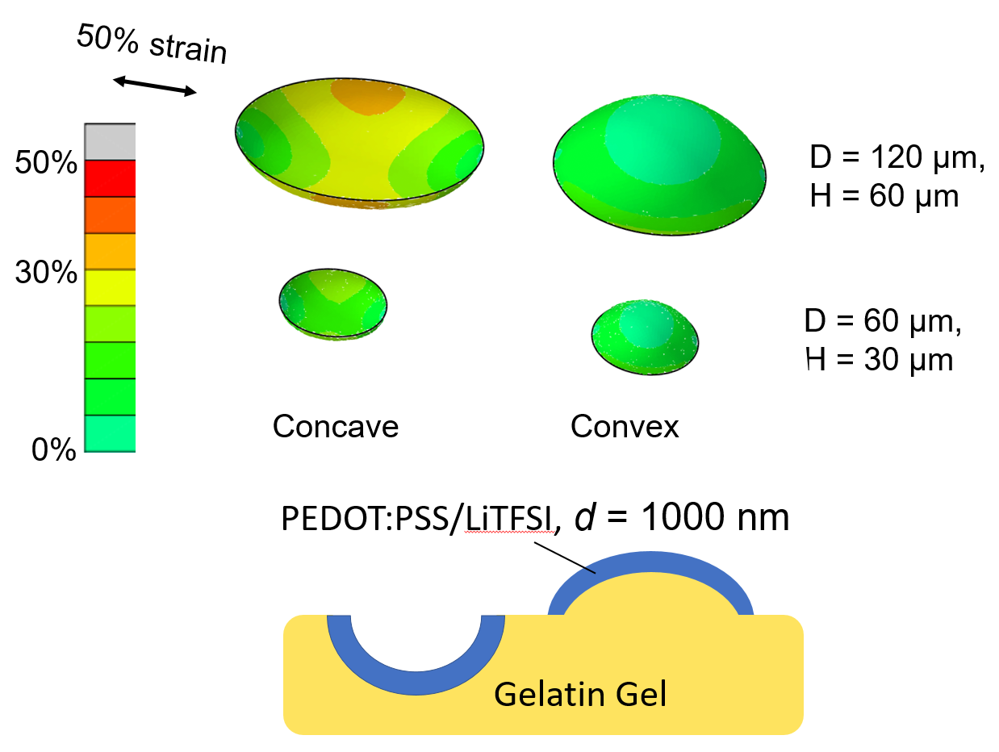 50% strain
50%
30%
0%
D = 120 µm,
H = 60 µm
D = 60 µm,
H = 30 µm
Concave
Convex
PEDOT:PSS/LiTFSI, d = 1000 nm
Gelatin Gel